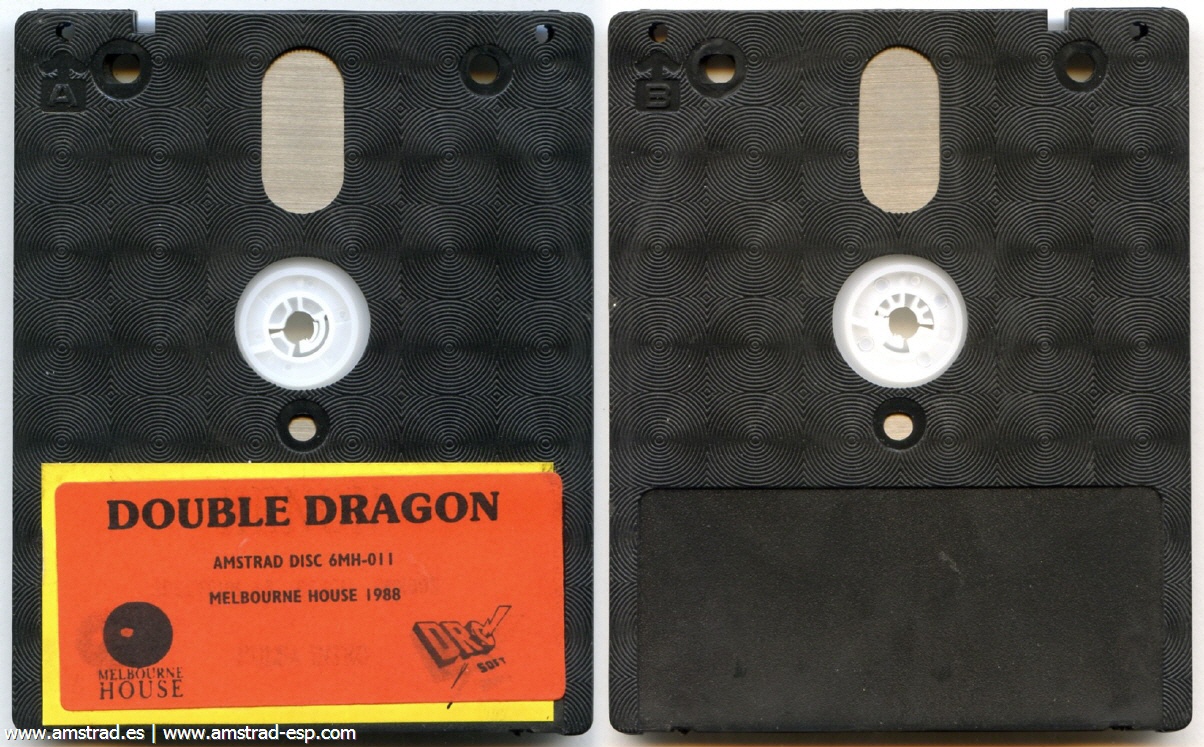 A
B
DOUBLE DRAGON
AMSTRAD DISC 6MH-011
MELBOURNE HOUSE 1988
MELBOURNE
HOUSE
DRO
SOFT
www.amstrad.es | www.amstrad-esp.com